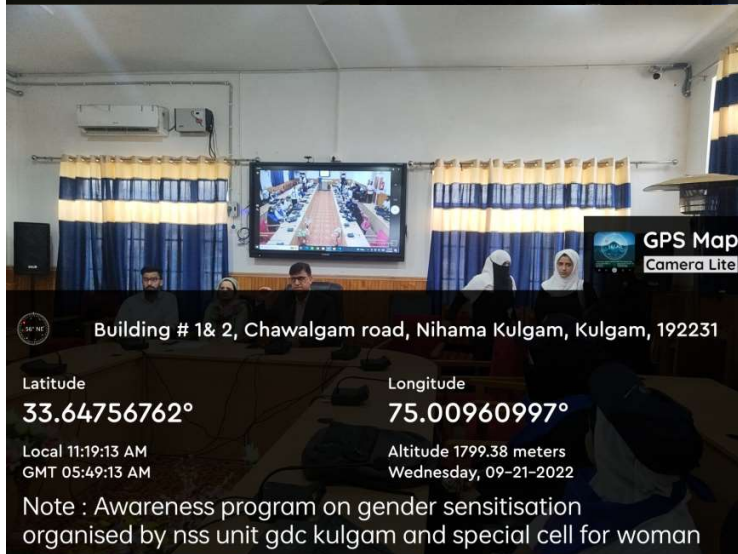 GPS Map
Camera Lite
56° NE
Building # 1& 2, Chawalgam road, Nihama Kulgam, Kulgam, 192231
Latitude
33.64756762°
Longitude
75.00960997°
Local 11:19:13 AM
GMT 05:49:13 AM
Altitude 1799.38 meters
Wednesday, 09-21-2022
Note : Awareness program on gender sensitisation
organised by nss unit gdc kulgam and special cell for woman